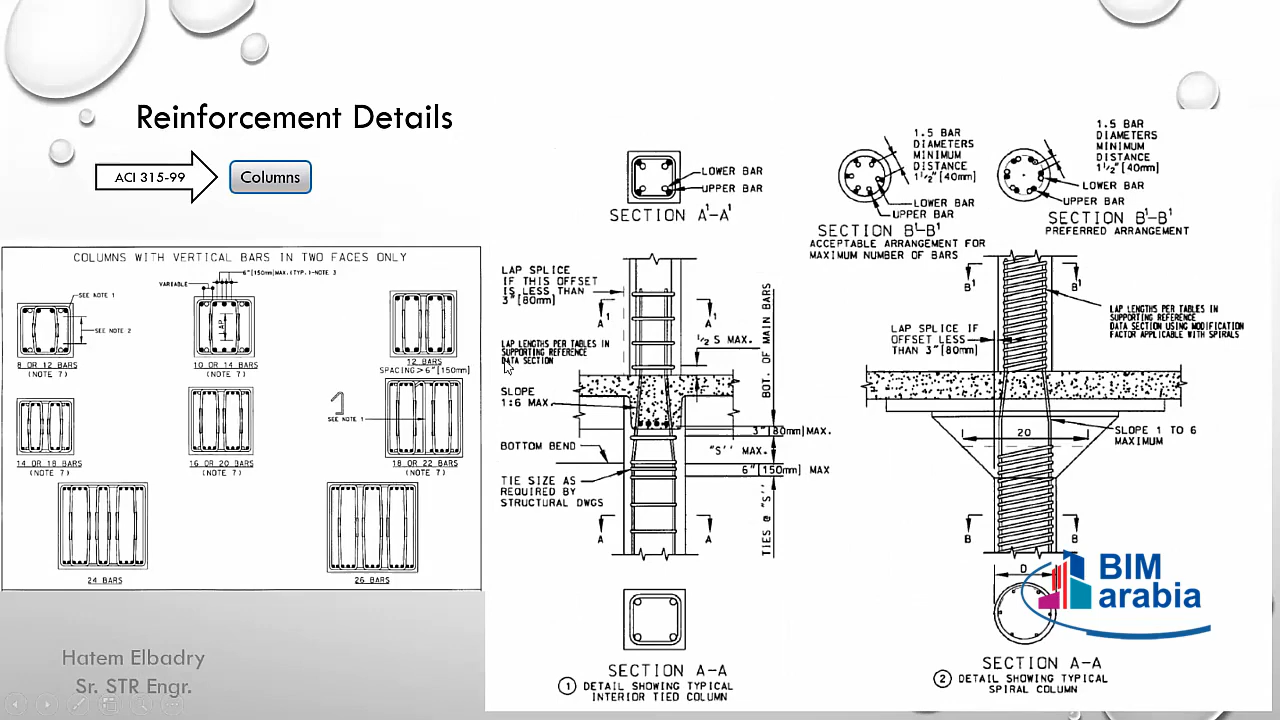 Reinforcement Details
ACI 315-99
Columns
COLUMNS WITH VERTICAL BARS IN TWO FACES ONLY
6"[150mm]MAX.(TYP.)-NOTE 3
VARIABLE
SEE NOTE 1
SEE NOTE 2
LAP
8 OR 12 BARS
(NOTE 7)
10 OR 14 BARS
(NOTE 7)
12 BARS
SPACING>6"[150mm]
SEE NOTE 1
14 OR 18 BARS
(NOTE 7)
16 OR 20 BARS
(NOTE 7)
18 OR 22 BARS
(NOTE 7)
24 BARS
26 BARS
Hatem Elbadry
Sr. STR Engr.
LOWER BAR
UPPER BAR
SECTION A¹-A¹
LAP SPLICE
IF THIS OFFSET
IS LESS THAN
3"[80mm]
A¹
A¹
LAP LENGTHS PER TABLES IN
SUPPORTING REFERENCE
DATA SECTION
½ S MAX.
SLOPE
1:6 MAX.
BOT. OF MAIN BARS
3"[80mm]MAX.
BOTTOM BEND
"S" MAX.
6"[150mm] MAX
TIE SIZE AS
REQUIRED BY
STRUCTURAL DWGS
TIES @ "S"
A
A
SECTION A-A
1 DETAIL SHOWING TYPICAL
INTERIOR TIED COLUMN
1.5 BAR
DIAMETERS
MINIMUM
DISTANCE
1½"[40mm]
LOWER BAR
UPPER BAR
SECTION B¹-B¹
ACCEPTABLE ARRANGEMENT FOR
MAXIMUM NUMBER OF BARS
1.5 BAR
DIAMETERS
MINIMUM
DISTANCE
1½"[40mm]
LOWER BAR
UPPER BAR
SECTION B¹-B¹
PREFERRED ARRANGEMENT
B¹
B¹
LAP LENGTHS PER TABLES IN
SUPPORTING REFERENCE
DATA SECTION USING MODIFICATION
FACTOR APPLICABLE WITH SPIRALS
LAP SPLICE IF
OFFSET LESS
THAN 3"[80mm]
SLOPE 1 TO 6
MAXIMUM
20
B
B
D
BIM
arabia
SECTION A-A
2 DETAIL SHOWING TYPICAL
SPIRAL COLUMN